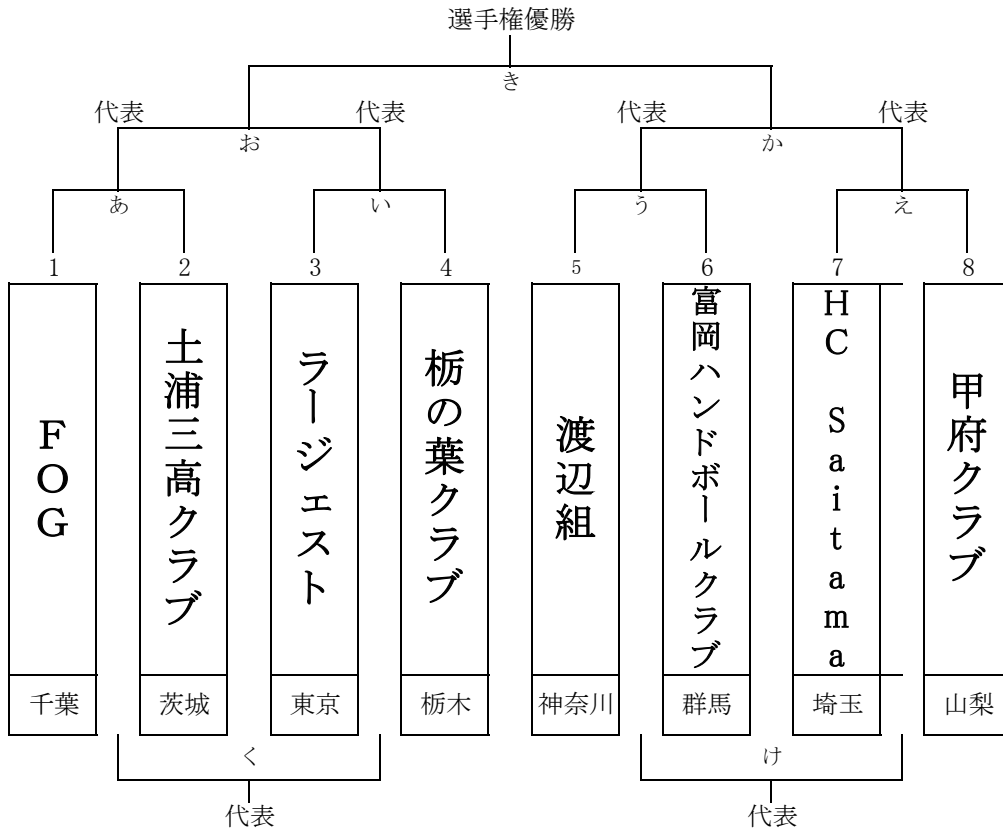 選手権優勝
き
代表
代表
代表
代表
お
か
あ
い
う
え
1
2
3
4
5
6
7
8
FOG
土浦三高クラブ
ラージェスト
栃の葉クラブ
渡辺組
富岡ハンドボールクラブ
HC Saitama
甲府クラブ
千葉
茨城
東京
栃木
神奈川
群馬
埼玉
山梨
く
け
代表
代表